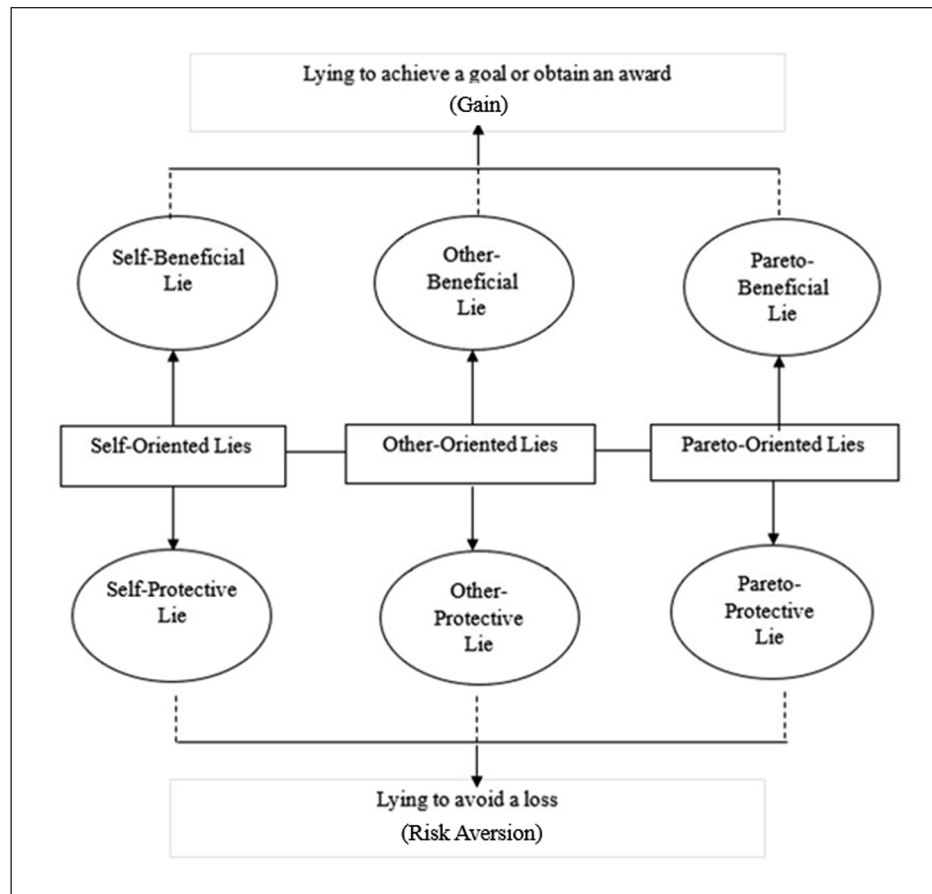 Lying to achieve a goal or obtain an award
(Gain)
Self-Beneficial
Lie
Other-
Beneficial
Lie
Pareto-
Beneficial
Lie
Self-Oriented Lies
Other-Oriented Lies
Pareto-Oriented Lies
Self-Protective
Lie
Other-
Protective
Lie
Pareto-
Protective
Lie
Lying to avoid a loss
(Risk Aversion)